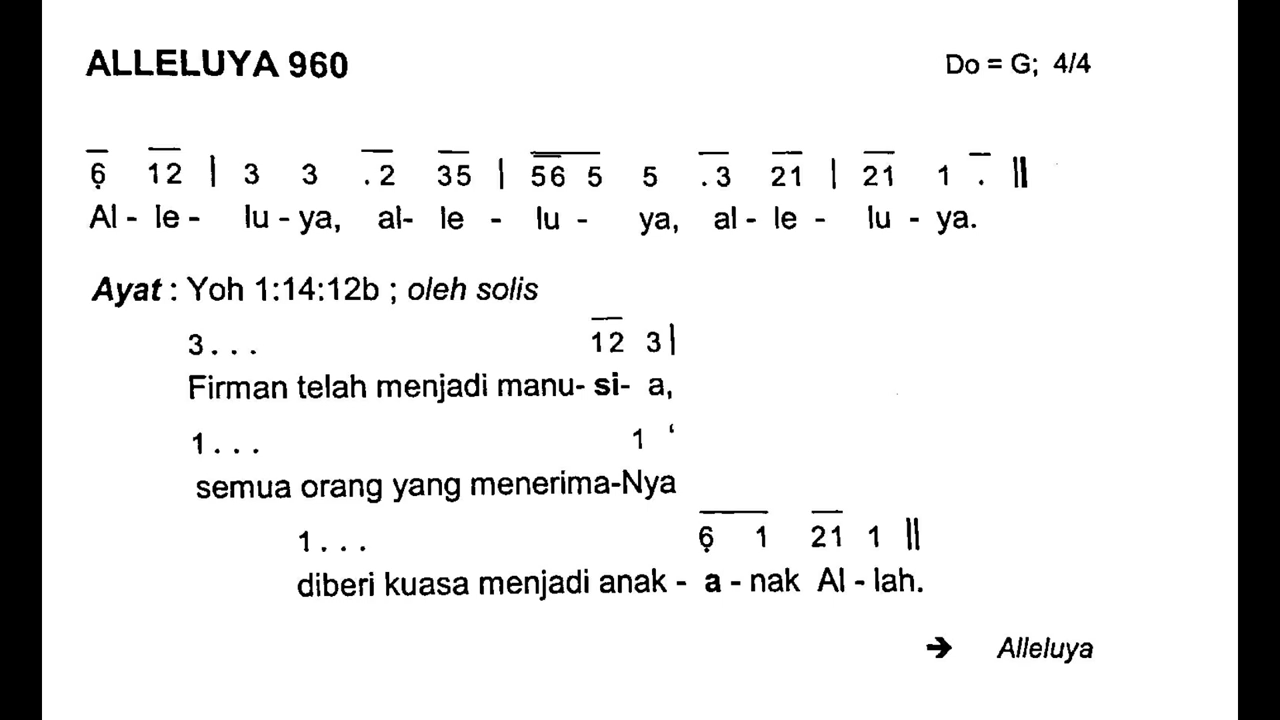 ALLELUYA 960 Do = G; 4/4
6̣ 12 | 3 3 .2 35 | 56 5 5 .3 21 | 21 1 . ||
Al - le - lu - ya, al- le - lu - ya, al - le - lu - ya.
Ayat : Yoh 1:14:12b ; oleh solis
3... 12 3|
Firman telah menjadi manu- si- a,
1... 1 ‘
semua orang yang menerima-Nya
1... 6̣ 1 21 1 ||
diberi kuasa menjadi anak - a - nak Al - lah.
➔ Alleluya